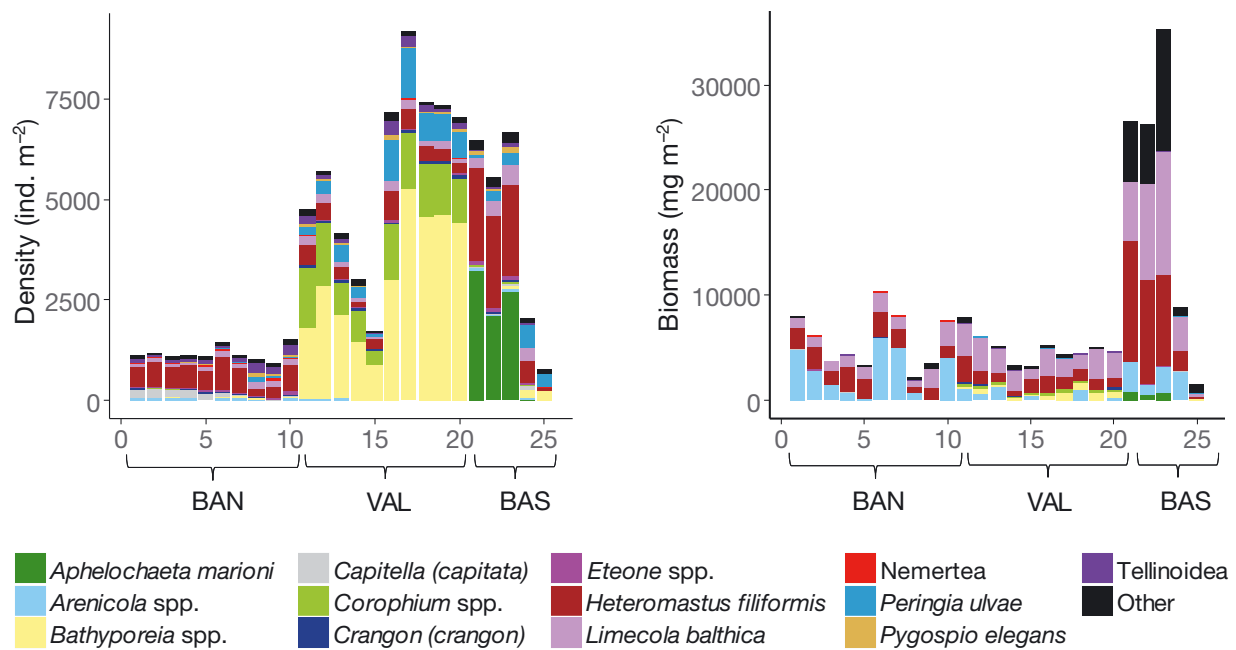 Density (ind. m⁻²)
7500
5000
2500
0
0 5 10 15 20 25
BAN VAL BAS
Biomass (mg m⁻²)
30000
20000
10000
0
0 5 10 15 20 25
BAN VAL BAS
Aphelochaeta marioni
Arenicola spp.
Bathyporeia spp.
Capitella (capitata)
Corophium spp.
Crangon (crangon)
Eteone spp.
Heteromastus filiformis
Limecola balthica
Nemertea
Peringia ulvae
Pygospio elegans
Tellinoidea
Other